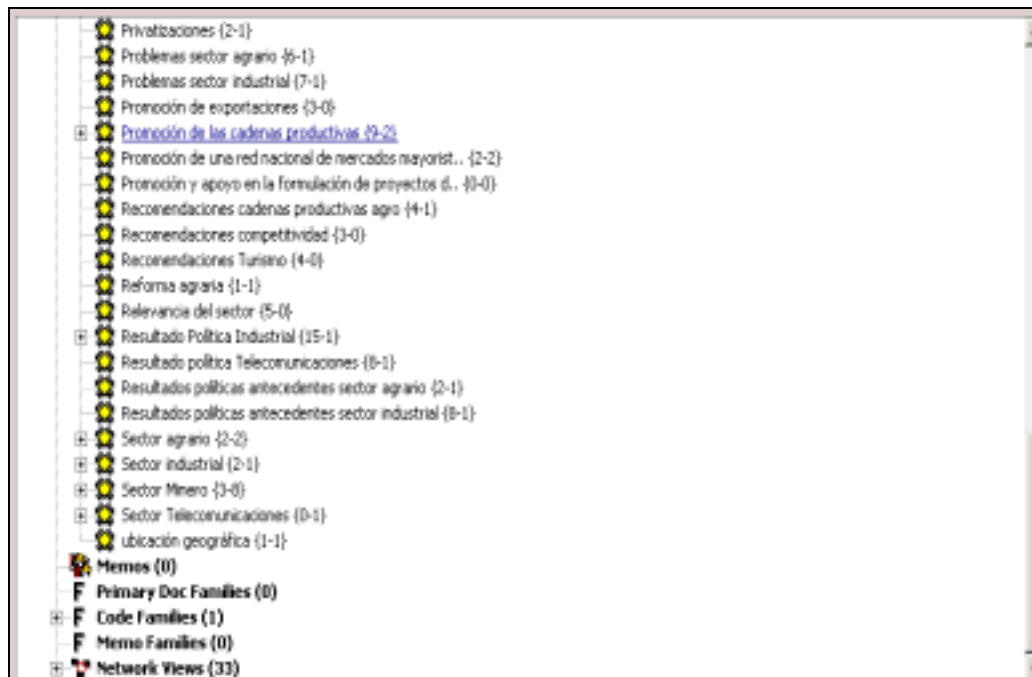 Privatizaciones {2-1}
Problemas sector agrario {6-1}
Problemas sector industrial {7-1}
Promoción de exportaciones {3-0}
Promoción de las cadenas productivas {9-2}
Promoción de una red nacional de mercados mayorist.. {2-2}
Promoción y apoyo en la formulación de proyectos d.. {0-0}
Recomendaciones cadenas productivas agro {4-1}
Recomendaciones competitividad {3-0}
Recomendaciones Turismo {4-0}
Reforma agraria {1-1}
Relevancia del sector {5-0}
Resultado Política Industrial {15-1}
Resultado política Telecomunicaciones {8-1}
Resultados políticas antecedentes sector agrario {2-1}
Resultados políticas antecedentes sector industrial {8-1}
Sector agrario {2-2}
Sector industrial {2-1}
Sector Minero {3-8}
Sector Telecomunicaciones {0-1}
ubicación geográfica {1-1}
Memos (0)
F Primary Doc Families (0)
F Code Families (1)
F Memo Families (0)
Network Views (33)